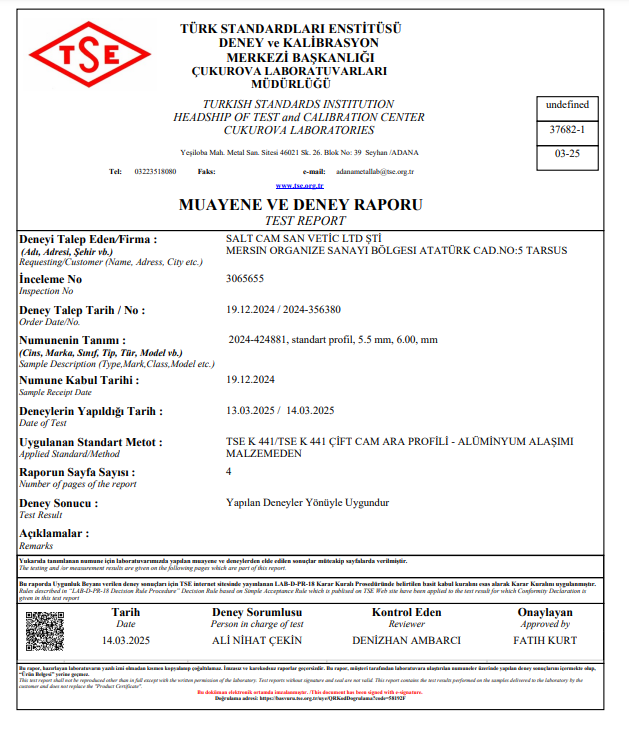 TSE
TÜRK STANDARDLARI ENSTİTÜSÜ
DENEY ve KALİBRASYON
MERKEZİ BAŞKANLIĞI
ÇUKUROVA LABORATUVARLARI
MÜDÜRLÜĞÜ
TURKISH STANDARDS INSTITUTION
HEADSHIP OF TEST and CALIBRATION CENTER
CUKUROVA LABORATORIES
undefined
37682-1
03-25
Yeşiloba Mah. Metal San. Sitesi 46021 Sk. 26. Blok No: 39 Seyhan /ADANA
Tel: 03223518080 Faks: e-mail: adanametallab@tse.org.tr
www.tse.org.tr
MUAYENE VE DENEY RAPORU
TEST REPORT
Deneyi Talep Eden/Firma : SALT CAM SAN VETİC LTD ŞTİ
(Adı, Adresi, Şehir vb.) MERSIN ORGANIZE SANAYI BÖLGESI ATATÜRK CAD.NO:5 TARSUS
Requesting/Customer (Name, Adress, City etc.)
İnceleme No 3065655
Inspection No
Deney Talep Tarih / No : 19.12.2024 / 2024-356380
Order Date/No.
Numunenin Tanımı : 2024-424881, standart profil, 5.5 mm, 6.00, mm
(Cins, Marka, Sınıf, Tip, Tür, Model vb.)
Sample Description (Type,Mark,Class,Model etc.)
Numune Kabul Tarihi : 19.12.2024
Sample Receipt Date
Deneylerin Yapıldığı Tarih : 13.03.2025 / 14.03.2025
Date of Test
Uygulanan Standart Metot : TSE K 441/TSE K 441 ÇİFT CAM ARA PROFİLİ - ALÜMİNYUM ALAŞIMI
Applied Standard/Method MALZEMEDEN
Raporun Sayfa Sayısı : 4
Number of pages of the report
Deney Sonucu : Yapılan Deneyler Yönüyle Uygundur
Test Result
Açıklamalar :
Remarks
Yukarıda tanımlanan numune için laboratuvarımızda yapılan muayene ve deneylerden elde edilen sonuçlar müteakip sayfalarda verilmiştir.
The testing and /or measurement results are given on the following pages which are part of this report.
Bu raporda Uygunluk Beyanı verilen deney sonuçları için TSE internet sitesinde yayınlanan LAB-D-PR-18 Karar Kuralı Prosedüründe belirtilen basit kabul kuralını esas alarak Karar Kuralını uygulanmıştır.
Rules described in "LAB-D-PR-18 Decision Rule Procedure" Decision Rule based on Simple Acceptance Rule which is publised on TSE Web site have been applied to the test result for which Conformity Declaration is
given in this test report
Tarih Deney Sorumlusu Kontrol Eden Onaylayan
Date Person in charge of test Reviewer Approved by
14.03.2025 ALİ NİHAT ÇEKİN DENİZHAN AMBARCI FATIH KURT
Bu rapor, hazırlayan laboratuvarın yazılı izni olmadan kısmen kopyalanıp çoğaltılamaz. İmzasız ve karekodsuz raporlar geçersizdir. Bu rapor, müşteri tarafından laboratuvara ulaştırılan numuneler üzerinde yapılan deney sonuçlarını içermekte olup,
"Ürün Belgesi" yerine geçmez.
This test report shall not be reproduced other than in full except with the written permission of the laboratory. Test reports without signature and seal are not valid. This report contains the test results performed on the samples delivered to the laboratory by the
customer and does not replace the "Product Certificate".
Bu doküman elektronik ortamda imzalanmıştır. /This document has been signed with e-signature.
Doğrulama adresi: https://basvuru.tse.org.tr/uye/QRKodDogrulama?code=58192F